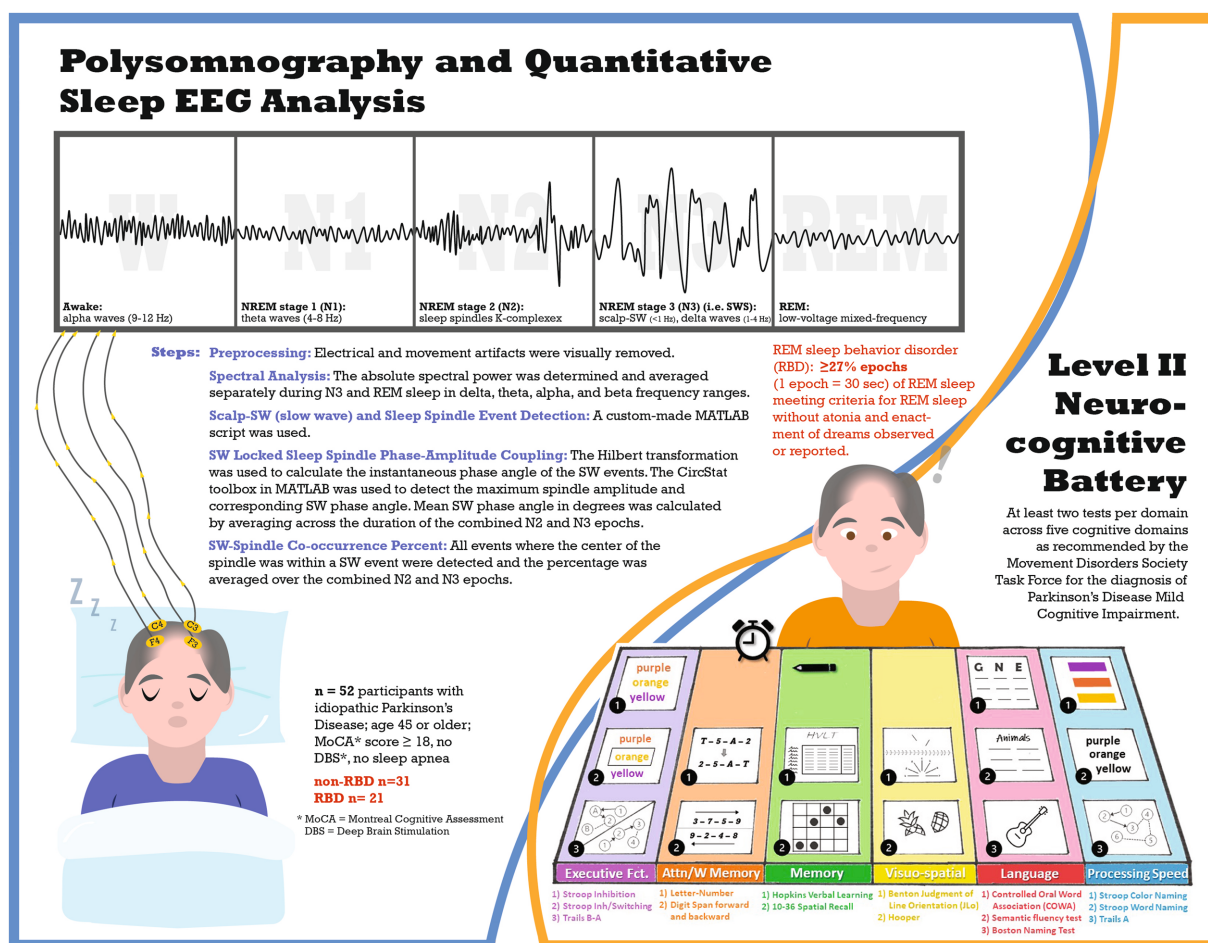 Polysomnography and Quantitative
Sleep EEG Analysis
W
N1
N2
N3
REM
Awake:
alpha waves (9-12 Hz)
NREM stage 1 (N1):
theta waves (4-8 Hz)
NREM stage 2 (N2):
sleep spindles K-complexex
NREM stage 3 (N3) (i.e. SWS):
scalp-SW (<1 Hz), delta waves (1-4 Hz)
REM:
low-voltage mixed-frequency
Steps: Preprocessing: Electrical and movement artifacts were visually removed.
Spectral Analysis: The absolute spectral power was determined and averaged
separately during N3 and REM sleep in delta, theta, alpha, and beta frequency ranges.
Scalp-SW (slow wave) and Sleep Spindle Event Detection: A custom-made MATLAB
script was used.
SW Locked Sleep Spindle Phase-Amplitude Coupling: The Hilbert transformation
was used to calculate the instantaneous phase angle of the SW events. The CircStat
toolbox in MATLAB was used to detect the maximum spindle amplitude and
corresponding SW phase angle. Mean SW phase angle in degrees was calculated
by averaging across the duration of the combined N2 and N3 epochs.
SW-Spindle Co-occurrence Percent: All events where the center of the
spindle was within a SW event were detected and the percentage was
averaged over the combined N2 and N3 epochs.
REM sleep behavior disorder
(RBD): ≥27% epochs
(1 epoch = 30 sec) of REM sleep
meeting criteria for REM sleep
without atonia and enact-
ment of dreams observed
or reported.
!
Level II
Neuro-
cognitive
Battery
At least two tests per domain
across five cognitive domains
as recommended by the
Movement Disorders Society
Task Force for the diagnosis of
Parkinson's Disease Mild
Cognitive Impairment.
Z
Z
Z
C4
C3
F4
F3
n = 52 participants with
idiopathic Parkinson's
Disease; age 45 or older;
MoCA* score ≥ 18, no
DBS*, no sleep apnea
non-RBD n=31
RBD n= 21
* MoCA = Montreal Cognitive Assessment
DBS = Deep Brain Stimulation
purple
orange
yellow
1
purple
orange
yellow
2
A
1
B
2
2
4
1
3
3
T-5-A-2
2-5-A-T
1
3-7-5-9
9-2-4-8
2
HVLT
1
2
1
2
G N E
1
Animals
2
3
1
purple
orange
yellow
2
1
2
3
4
5
6
3
Executive Fct.
Attn/W Memory
Memory
Visuo-spatial
Language
Processing Speed
1) Stroop Inhibition
2) Stroop Inh/Switching
3) Trails B-A
1) Letter-Number
2) Digit Span forward
and backward
1) Hopkins Verbal Learning
2) 10-36 Spatial Recall
1) Benton Judgment of
Line Orientation (JLo)
2) Hooper
1) Controlled Oral Word
Association (COWA)
2) Semantic fluency test
3) Boston Naming Test
1) Stroop Color Naming
2) Stroop Word Naming
3) Trails A